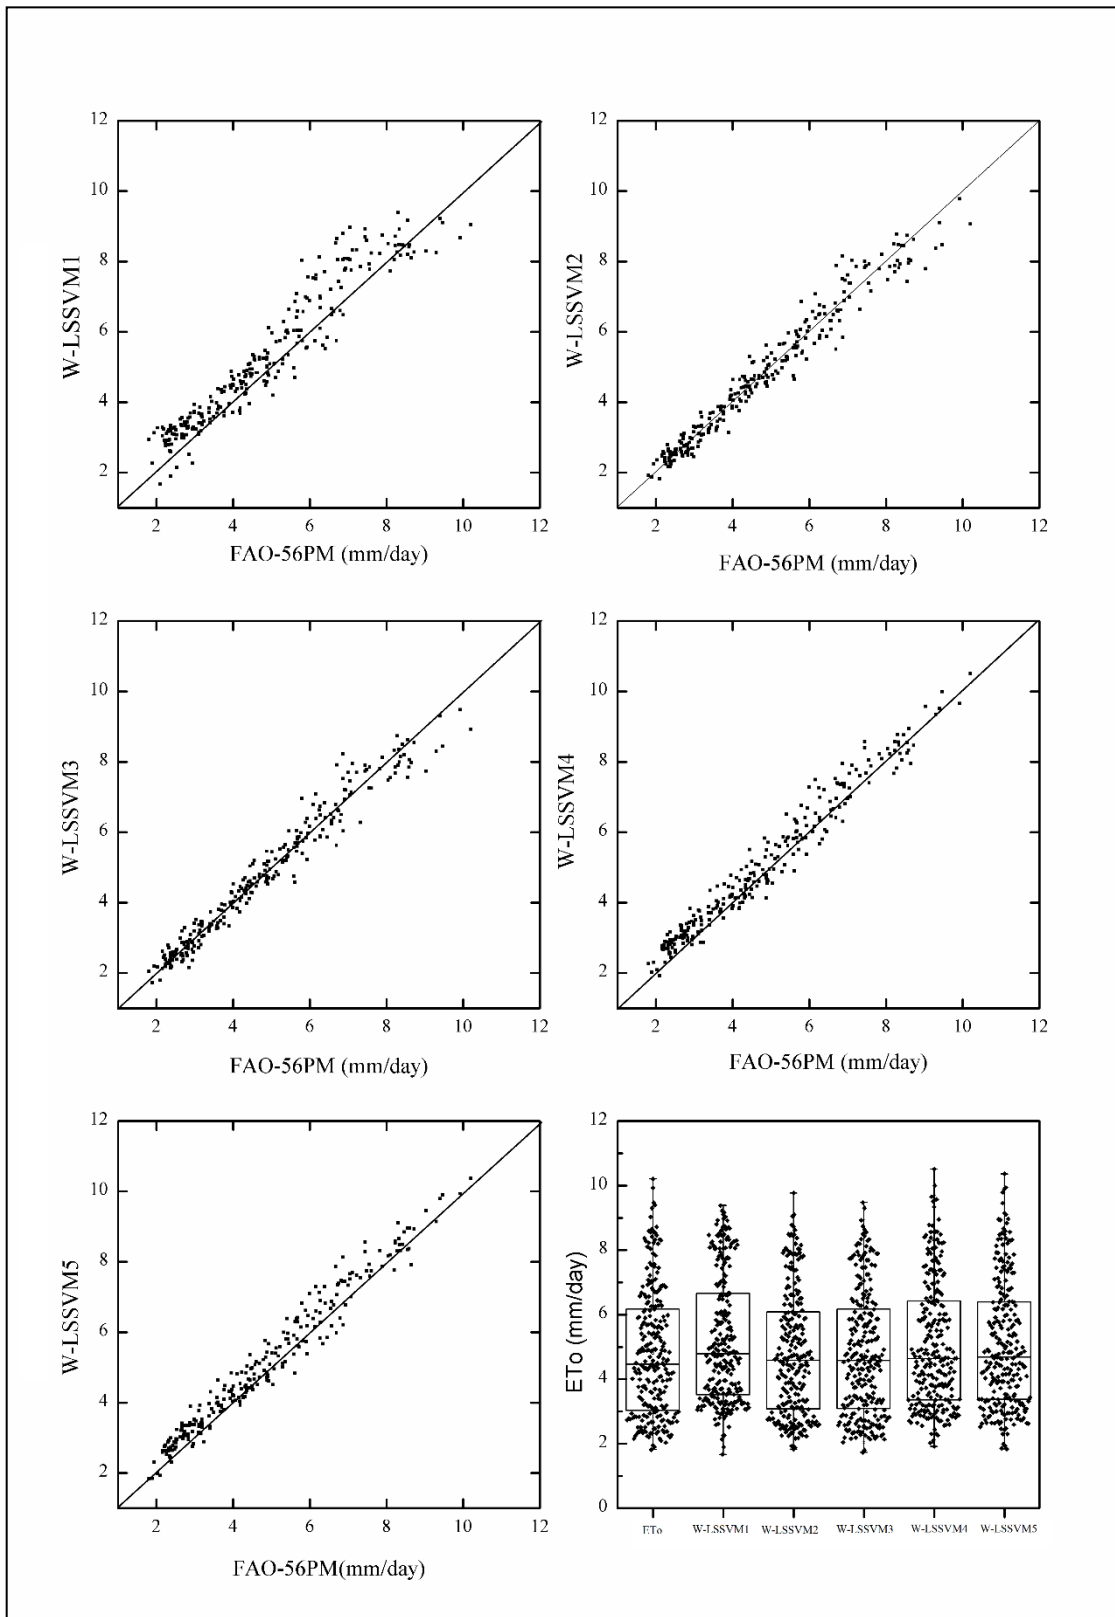 12
10
8
6
4
2
W-LSSVM1
2 4 6 8 10 12
FAO-56PM (mm/day)
12
10
8
6
4
2
W-LSSVM2
2 4 6 8 10 12
FAO-56PM (mm/day)
12
10
8
6
4
2
W-LSSVM3
2 4 6 8 10 12
FAO-56PM (mm/day)
12
10
8
6
4
2
W-LSSVM4
2 4 6 8 10 12
FAO-56PM (mm/day)
12
10
8
6
4
2
W-LSSVM5
2 4 6 8 10 12
FAO-56PM(mm/day)
12
10
8
6
4
2
0
ETo (mm/day)
ETo W-LSSVM1 W-LSSVM2 W-LSSVM3 W-LSSVM4 W-LSSVM5